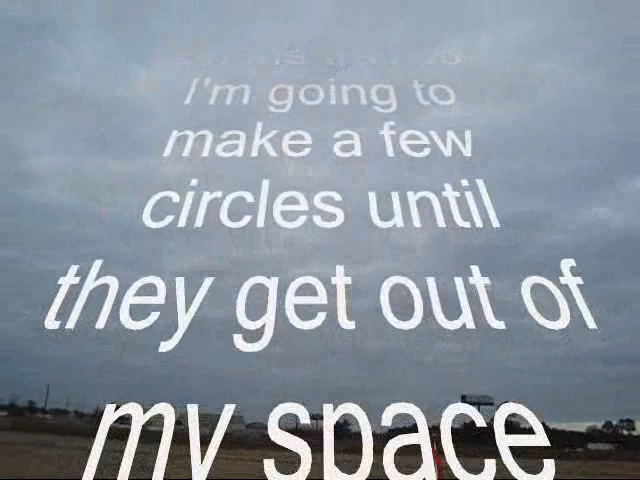 I'm going to
make a few
circles until
they get out of
my space